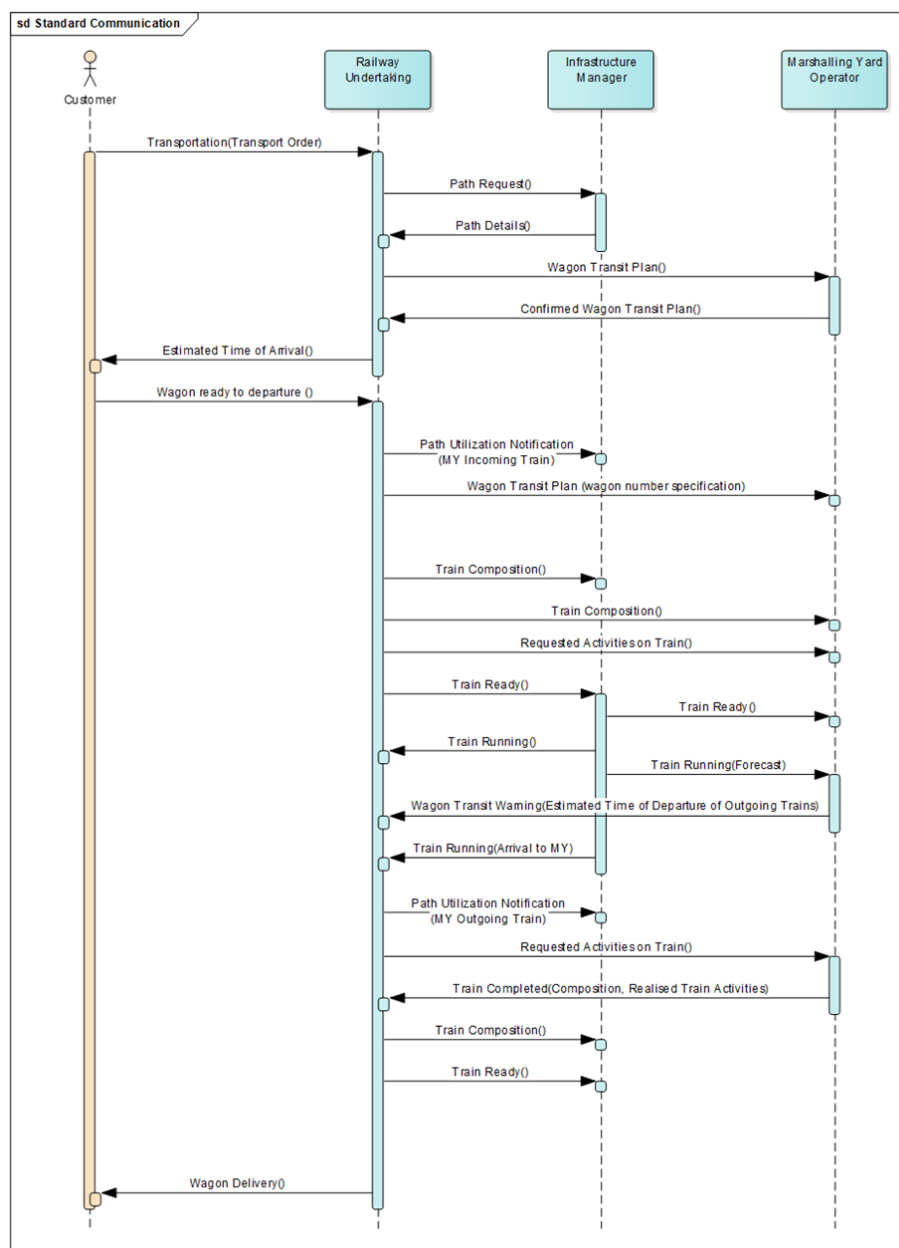 sd Standard Communication
Customer
Railway
Undertaking
Infrastructure
Manager
Marshalling Yard
Operator
Transportation(Transport Order)
Path Request()
Path Details()
Wagon Transit Plan()
Confirmed Wagon Transit Plan()
Estimated Time of Arrival()
Wagon ready to departure ()
Path Utilization Notification
(MY Incoming Train)
Wagon Transit Plan (wagon number specification)
Train Composition()
Train Composition()
Requested Activities on Train()
Train Ready()
Train Ready()
Train Running()
Train Running(Forecast)
Wagon Transit Warning(Estimated Time of Departure of Outgoing Trains)
Train Running(Arrival to MY)
Path Utilization Notification
(MY Outgoing Train)
Requested Activities on Train()
Train Completed(Composition, Realised Train Activities)
Train Composition()
Train Ready()
Wagon Delivery()